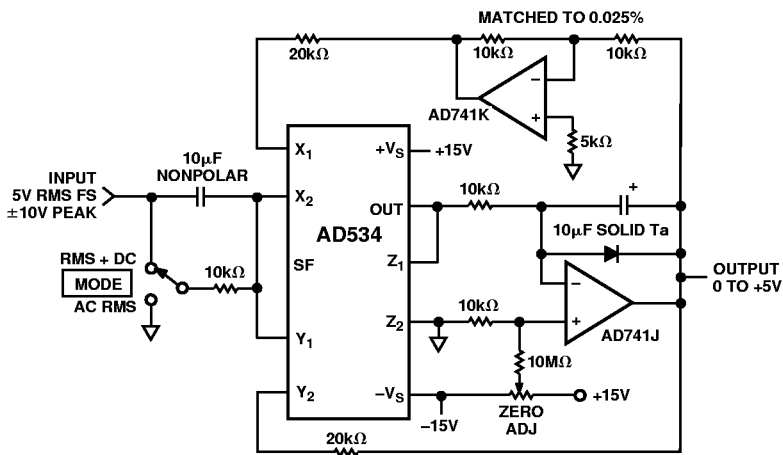 MATCHED TO 0.025%
20kΩ
10kΩ
10kΩ
AD741K
–
+
5kΩ
INPUT
5V RMS FS
±10V PEAK
10μF
NONPOLAR
X1
X2
SF
Y1
Y2
AD534
+VS
+15V
OUT
Z1
Z2
–VS
–15V
10kΩ
+
10μF SOLID Ta
–
+
AD741J
OUTPUT
0 TO +5V
10kΩ
10MΩ
+15V
ZERO
ADJ
RMS + DC
MODE
AC RMS
10kΩ
20kΩ